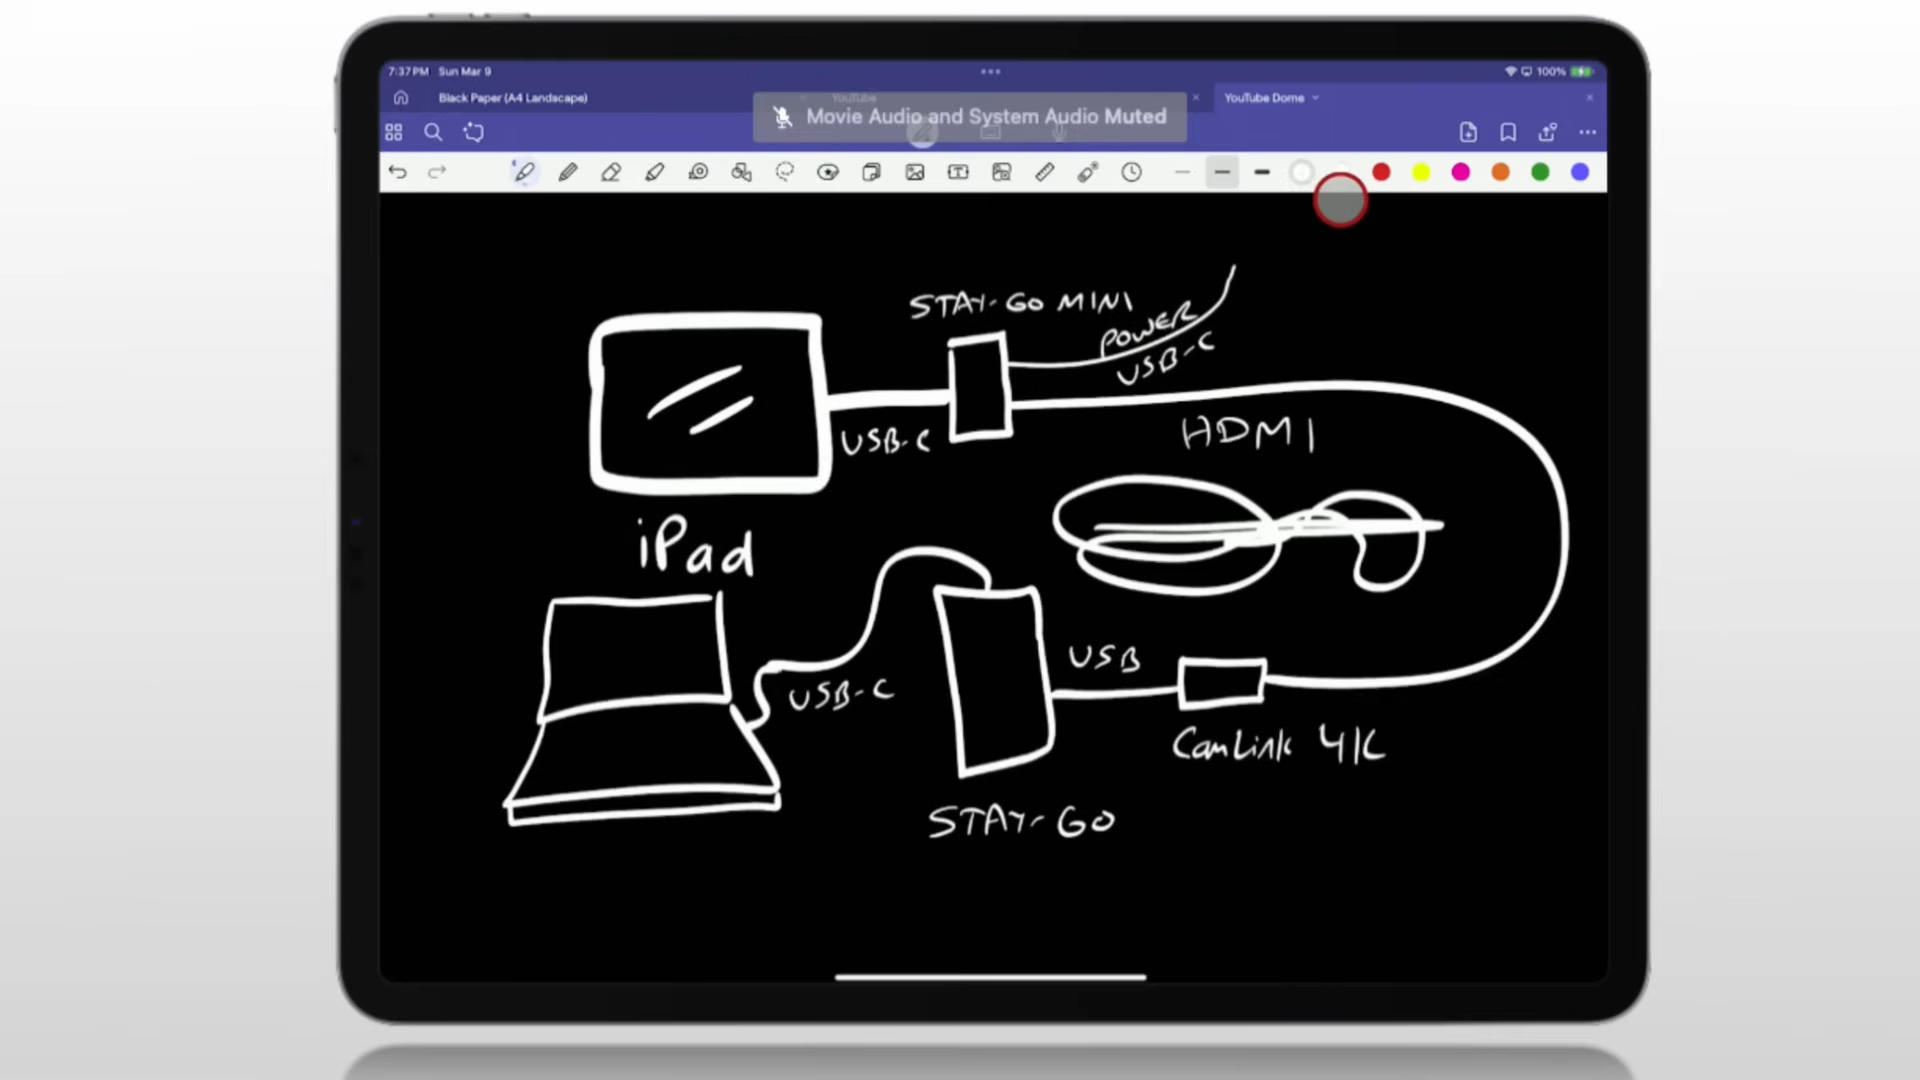 7:37 PM Sun Mar 9
100%
Black Paper (A4 Landscape)
YouTube
YouTube Dome
Movie Audio and System Audio Muted
STAY-GO MINI
POWER
USB-C
USB-C
HDMI
iPad
USB
USB-C
CamLink 4K
STAY-GO